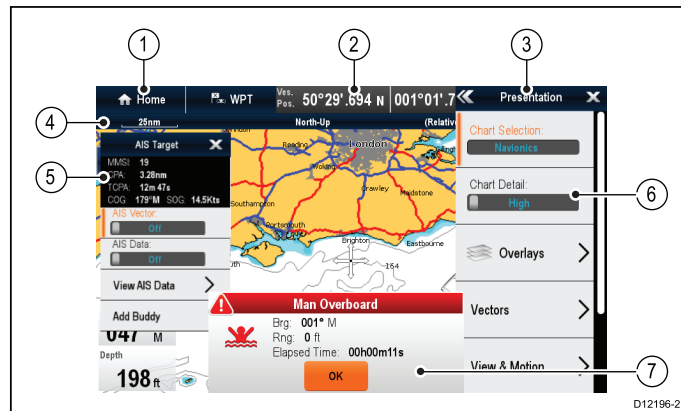 1
2
3
Home
WPT
Ves. Pos. 50°29'.694 N 001°01'.7
Presentation
4
25nm
North-Up
(Relativ
London
Reading
Woking
Crawley
Maidstone
Southampton
Portsmouth
Brighton
Eastbourne
164
5
AIS Target
MMSI: 19
CPA: 3.28nm
TCPA: 12m 47s
COG 179°M SOG 14.5Kts
AIS Vector:
Off
AIS Data:
Off
View AIS Data
Add Buddy
047 M
Depth
198 ft
Chart Selection:
Navionics
Chart Detail:
High
6
Overlays
Vectors
View & Motion
Man Overboard
Brg: 001° M
Rng: 0 ft
Elapsed Time: 00h00m11s
OK
7
D12196-2